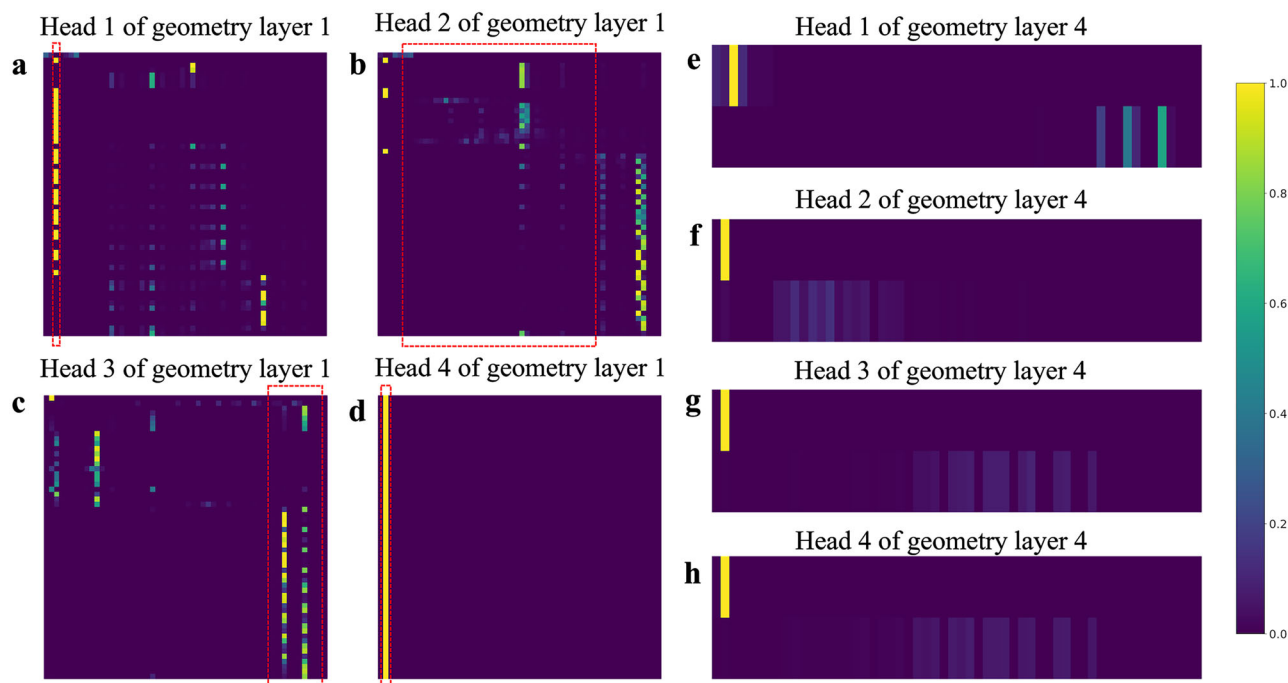 Head 1 of geometry layer 1
a
Head 2 of geometry layer 1
b
Head 3 of geometry layer 1
c
Head 4 of geometry layer 1
d
Head 1 of geometry layer 4
e
Head 2 of geometry layer 4
f
Head 3 of geometry layer 4
g
Head 4 of geometry layer 4
h
1.0
0.8
0.6
0.4
0.2
0.0